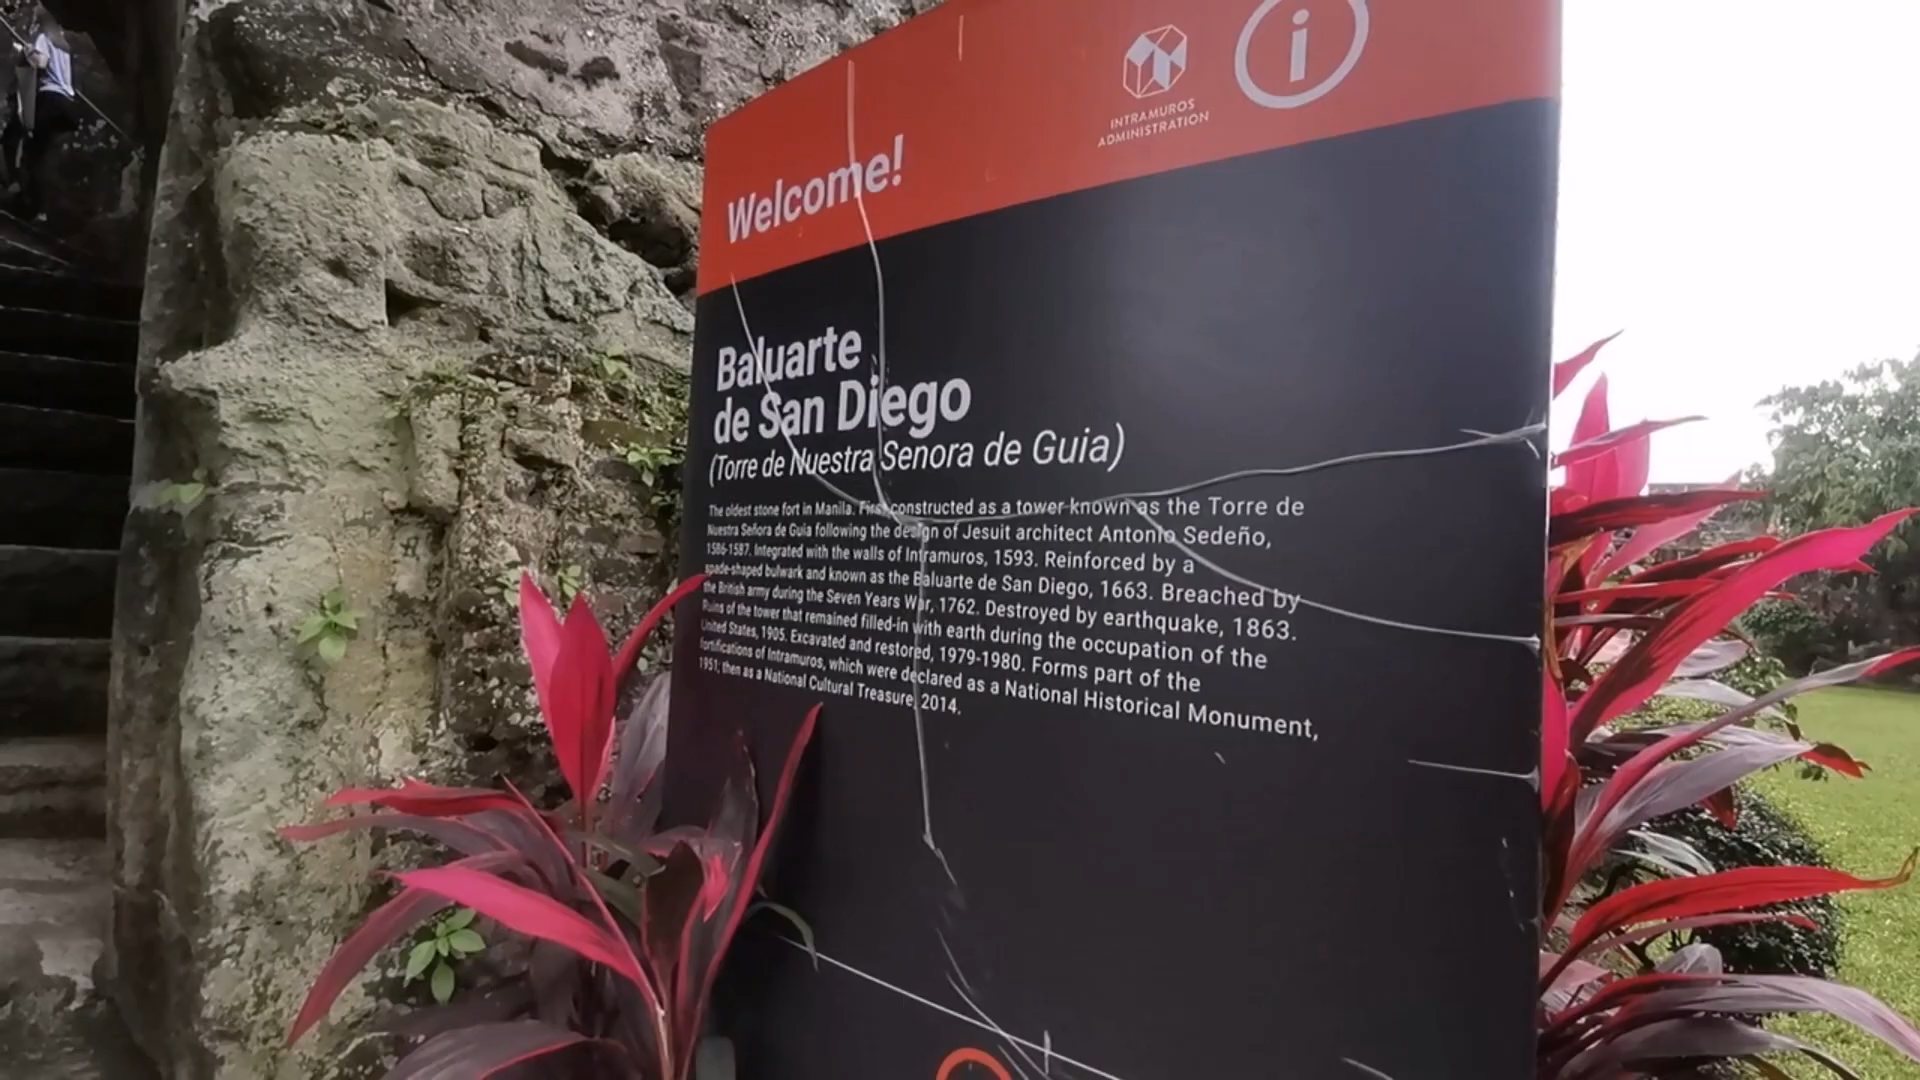 INTRAMUROS
ADMINISTRATION
i
Welcome!
Baluarte
de San Diego
(Torre de Nuestra Senora de Guia)
The oldest stone fort in Manila. First constructed as a tower known as the Torre de
Nuestra Señora de Guia following the design of Jesuit architect Antonio Sedeño,
1586-1587. Integrated with the walls of Intramuros, 1593. Reinforced by a
spade-shaped bulwark and known as the Baluarte de San Diego, 1663. Breached by
the British army during the Seven Years War, 1762. Destroyed by earthquake, 1863.
Ruins of the tower that remained filled-in with earth during the occupation of the
United States, 1905. Excavated and restored, 1979-1980. Forms part of the
fortifications of Intramuros, which were declared as a National Historical Monument,
1951; then as a National Cultural Treasure, 2014.